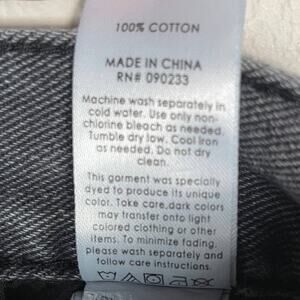 100% COTTON
MADE IN CHINA
RN# 090233
Machine wash separately in
cold water. Use only non-
chlorine bleach as needed.
Tumble dry low. Cool iron
as needed. Do not dry
clean.
This garment was specially
dyed to produce its unique
color. Take care, dark colors
may transfer onto light
colored clothing or other
items. To minimize fading,
please wash separately and
follow care instructions.